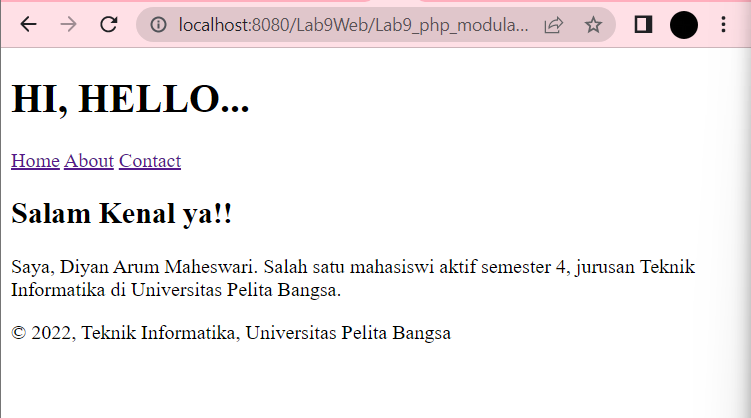 localhost:8080/Lab9Web/Lab9_php_modula...
HI, HELLO...
Home About Contact
Salam Kenal ya!!
Saya, Diyan Arum Maheswari. Salah satu mahasiswi aktif semester 4, jurusan Teknik
Informatika di Universitas Pelita Bangsa.
© 2022, Teknik Informatika, Universitas Pelita Bangsa